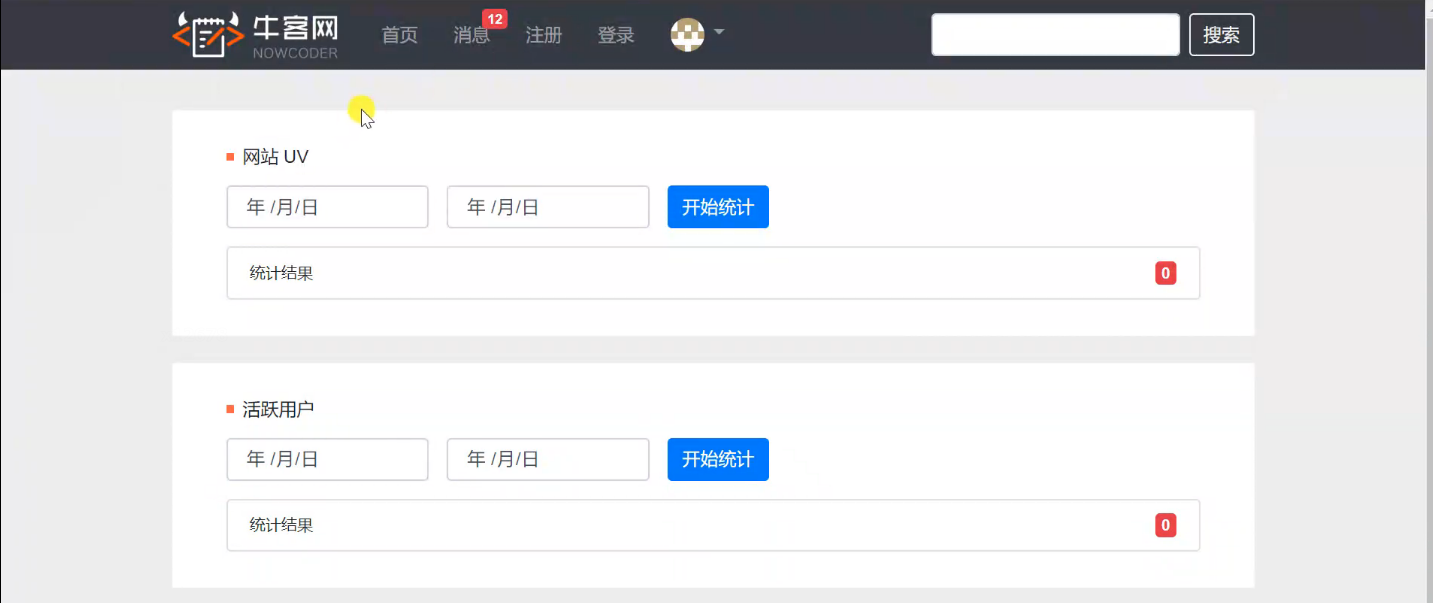 牛客网
NOWCODER
首页 消息 12 注册 登录 搜索
网站 UV
年 /月/日 年 /月/日 开始统计
统计结果 0
活跃用户
年 /月/日 年 /月/日 开始统计
统计结果 0